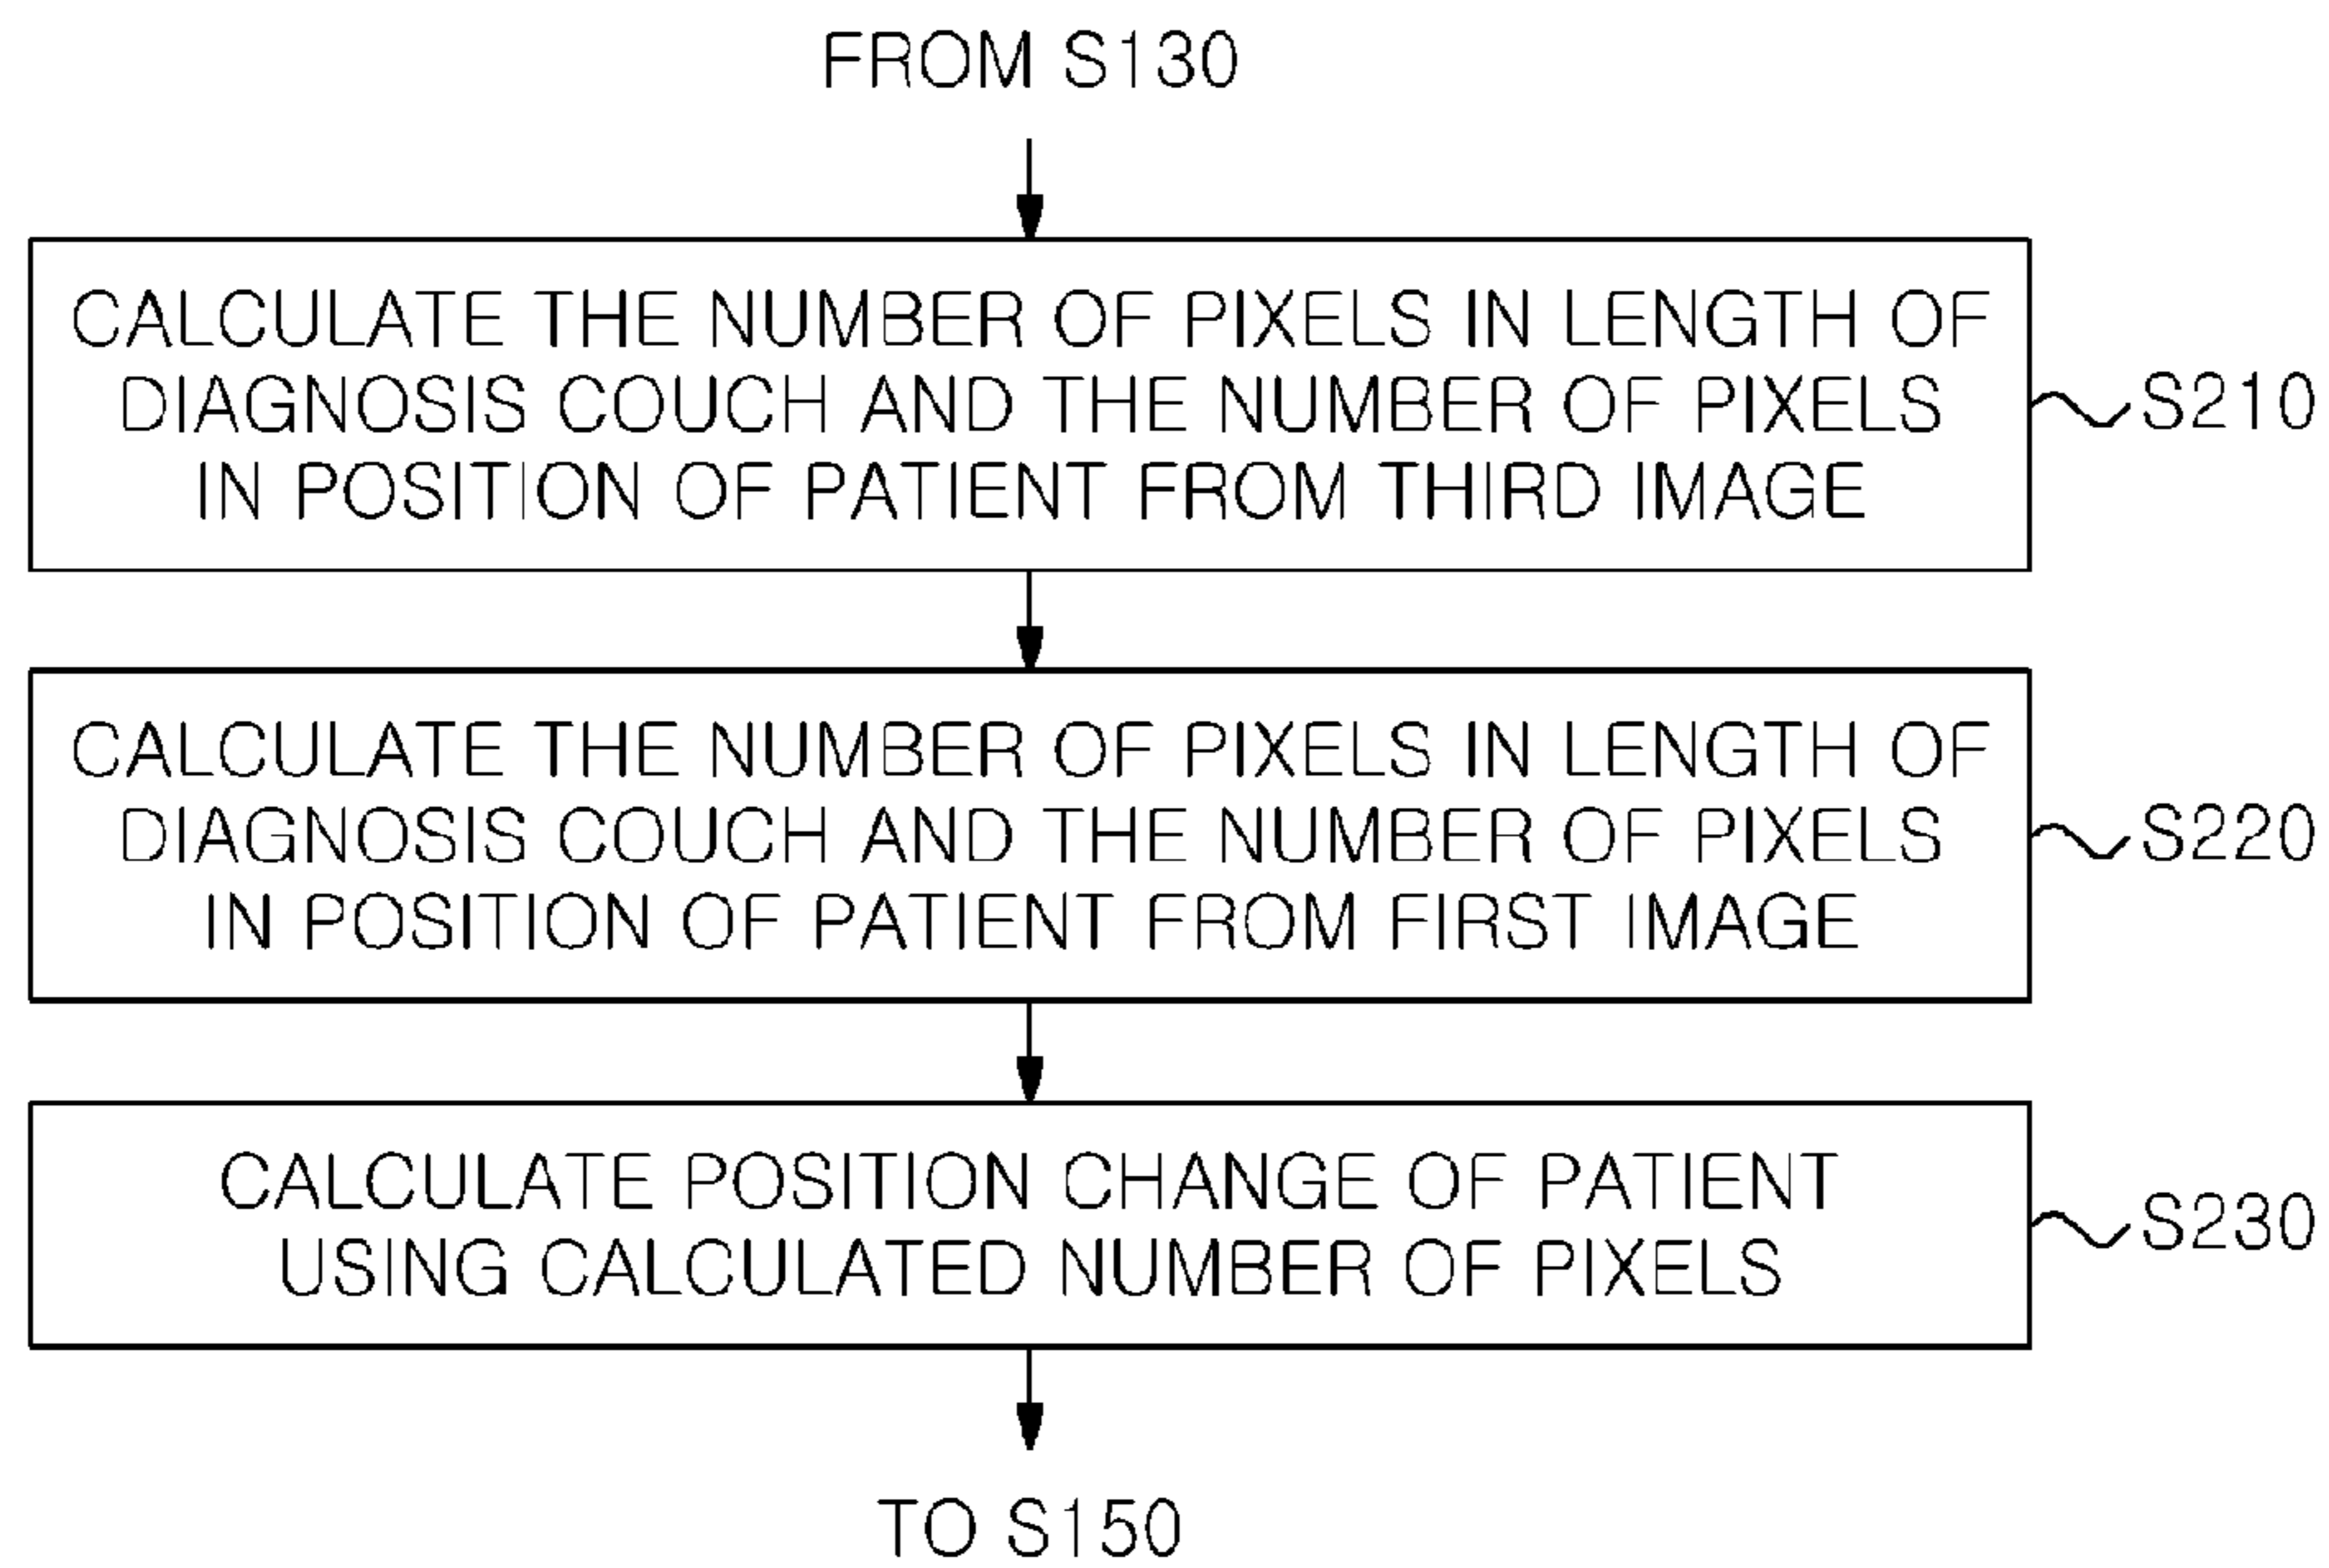 FROM S130
CALCULATE THE NUMBER OF PIXELS IN LENGTH OF
DIAGNOSIS COUCH AND THE NUMBER OF PIXELS
IN POSITION OF PATIENT FROM THIRD IMAGE
S210
CALCULATE THE NUMBER OF PIXELS IN LENGTH OF
DIAGNOSIS COUCH AND THE NUMBER OF PIXELS
IN POSITION OF PATIENT FROM FIRST IMAGE
S220
CALCULATE POSITION CHANGE OF PATIENT
USING CALCULATED NUMBER OF PIXELS
S230
TO S150